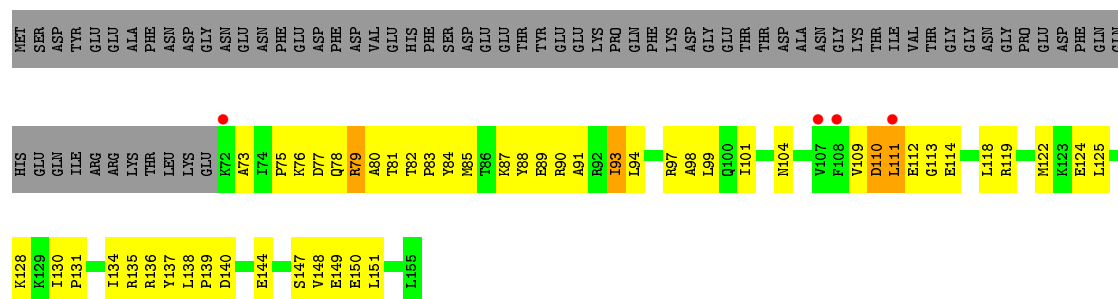 MET SER ASP TYR GLU GLU ALA PHE ASN ASP GLY ASN GLU ASN PHE GLU ASP PHE ASP VAL GLU HIS PHE SER ASP GLU GLU THR TYR GLU GLU LYS PRO GLN PHE LYS ASP GLY GLU THR THR ASP ALA ASN GLY LYS THR ILE VAL THR GLY GLY ASN GLY PRO GLU ASP PHE GLN GLN
HIS GLU GLN ILE ARG ARG LYS THR LEU LYS GLU K72 A73 I74 P75 K76 D77 Q78 R79 A80 T81 T82 P83 Y84 M85 T86 K87 Y88 E89 R90 A91 R92 I93 L94 R97 A98 L99 Q100 I101 N104 V107 F108 V109 D110 L111 E112 G113 E114 L118 R119 M122 K123 E124 L125
K128 K129 I130 P131 I134 R135 R136 Y137 L138 P139 D140 E144 S147 V148 E149 E150 L151 L155